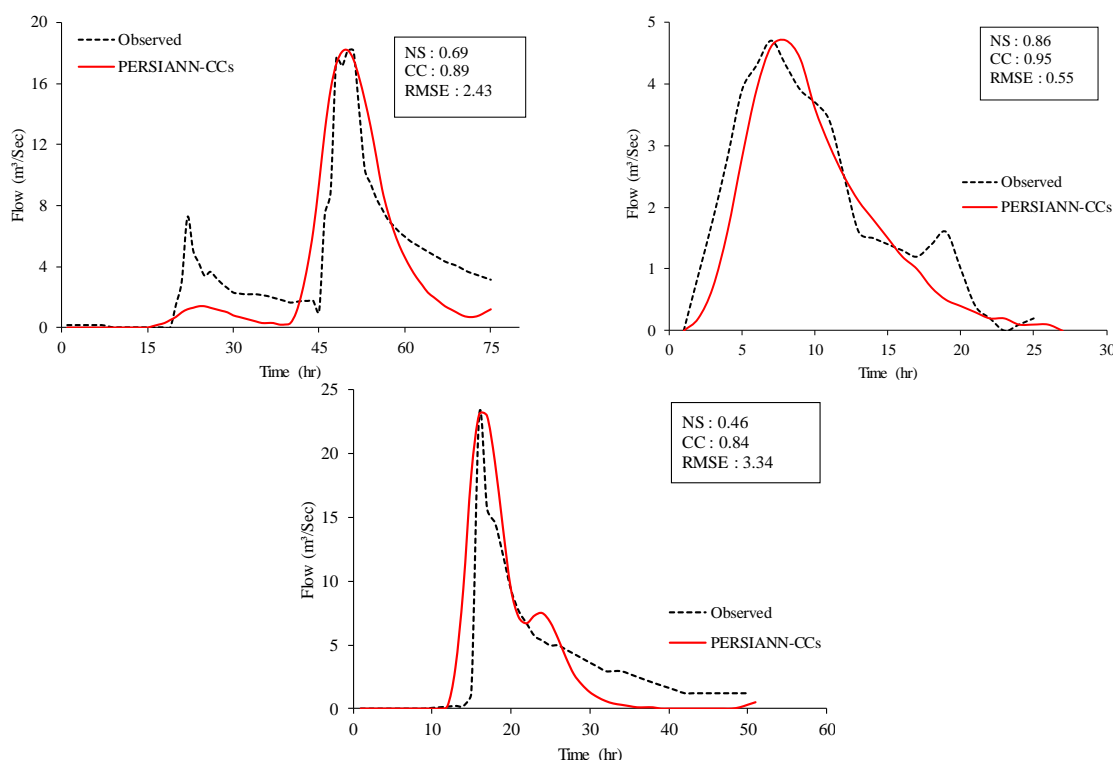 Observed
PERSIANN-CCs
NS : 0.69
CC : 0.89
RMSE : 2.43
Flow (m³/Sec)
20
16
12
8
4
0
0 15 30 45 60 75
Time (hr)
NS : 0.86
CC : 0.95
RMSE : 0.55
Observed
PERSIANN-CCs
Flow (m³/Sec)
5
4
3
2
1
0
0 5 10 15 20 25 30
Time (hr)
NS : 0.46
CC : 0.84
RMSE : 3.34
Observed
PERSIANN-CCs
Flow (m³/Sec)
25
20
15
10
5
0
0 10 20 30 40 50 60
Time (hr)